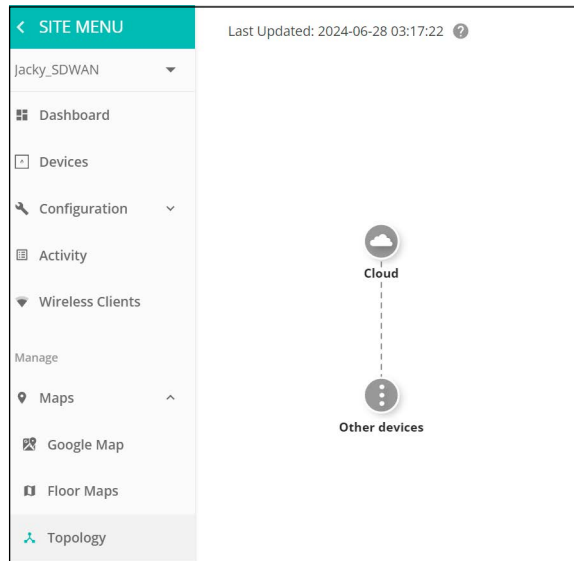 SITE MENU
Jacky_SDWAN
Dashboard
Devices
Configuration
Activity
Wireless Clients
Manage
Maps
Google Map
Floor Maps
Topology
Last Updated: 2024-06-28 03:17:22 ?
Cloud
Other devices